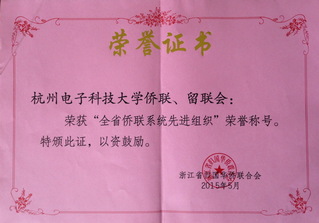 荣誉证书
杭州电子科技大学侨联、留联会：
荣获“全省侨联系统先进组织”荣誉称号。
特颁此证，以资鼓励。
浙江省归国华侨联合会
2015年5月